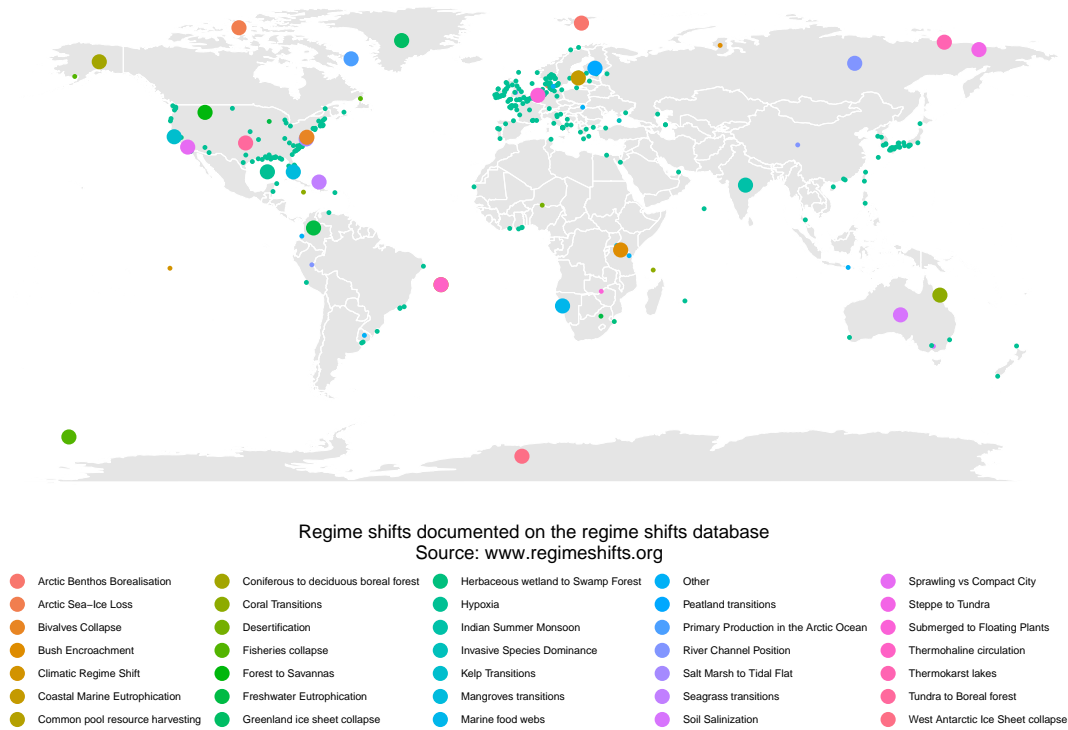 Regime shifts documented on the regime shifts database
Source: www.regimeshifts.org
Arctic Benthos Borealisation
Arctic Sea−Ice Loss
Bivalves Collapse
Bush Encroachment
Climatic Regime Shift
Coastal Marine Eutrophication
Common pool resource harvesting
Coniferous to deciduous boreal forest
Coral Transitions
Desertification
Fisheries collapse
Forest to Savannas
Freshwater Eutrophication
Greenland ice sheet collapse
Herbaceous wetland to Swamp Forest
Hypoxia
Indian Summer Monsoon
Invasive Species Dominance
Kelp Transitions
Mangroves transitions
Marine food webs
Other
Peatland transitions
Primary Production in the Arctic Ocean
River Channel Position
Salt Marsh to Tidal Flat
Seagrass transitions
Soil Salinization
Sprawling vs Compact City
Steppe to Tundra
Submerged to Floating Plants
Thermohaline circulation
Thermokarst lakes
Tundra to Boreal forest
West Antarctic Ice Sheet collapse